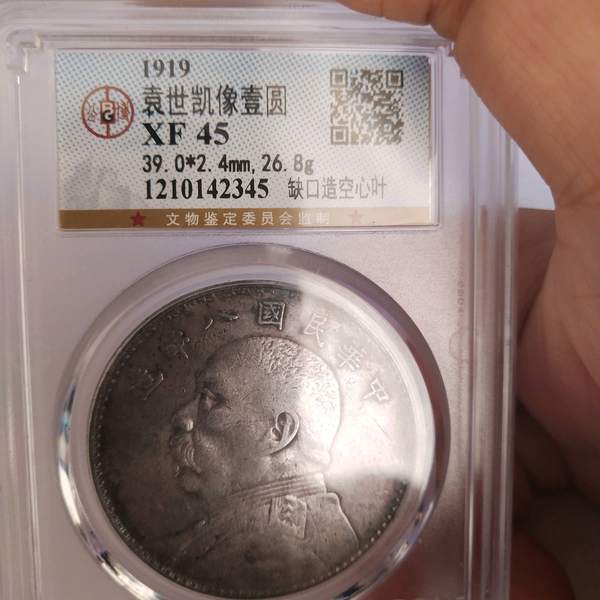 1919
袁世凯像壹圆
XF 45
39.0*2.4mm,26.8g
1210142345 缺口造空心叶
★ 文物鉴定委员会监制 ★
中華民國八年造